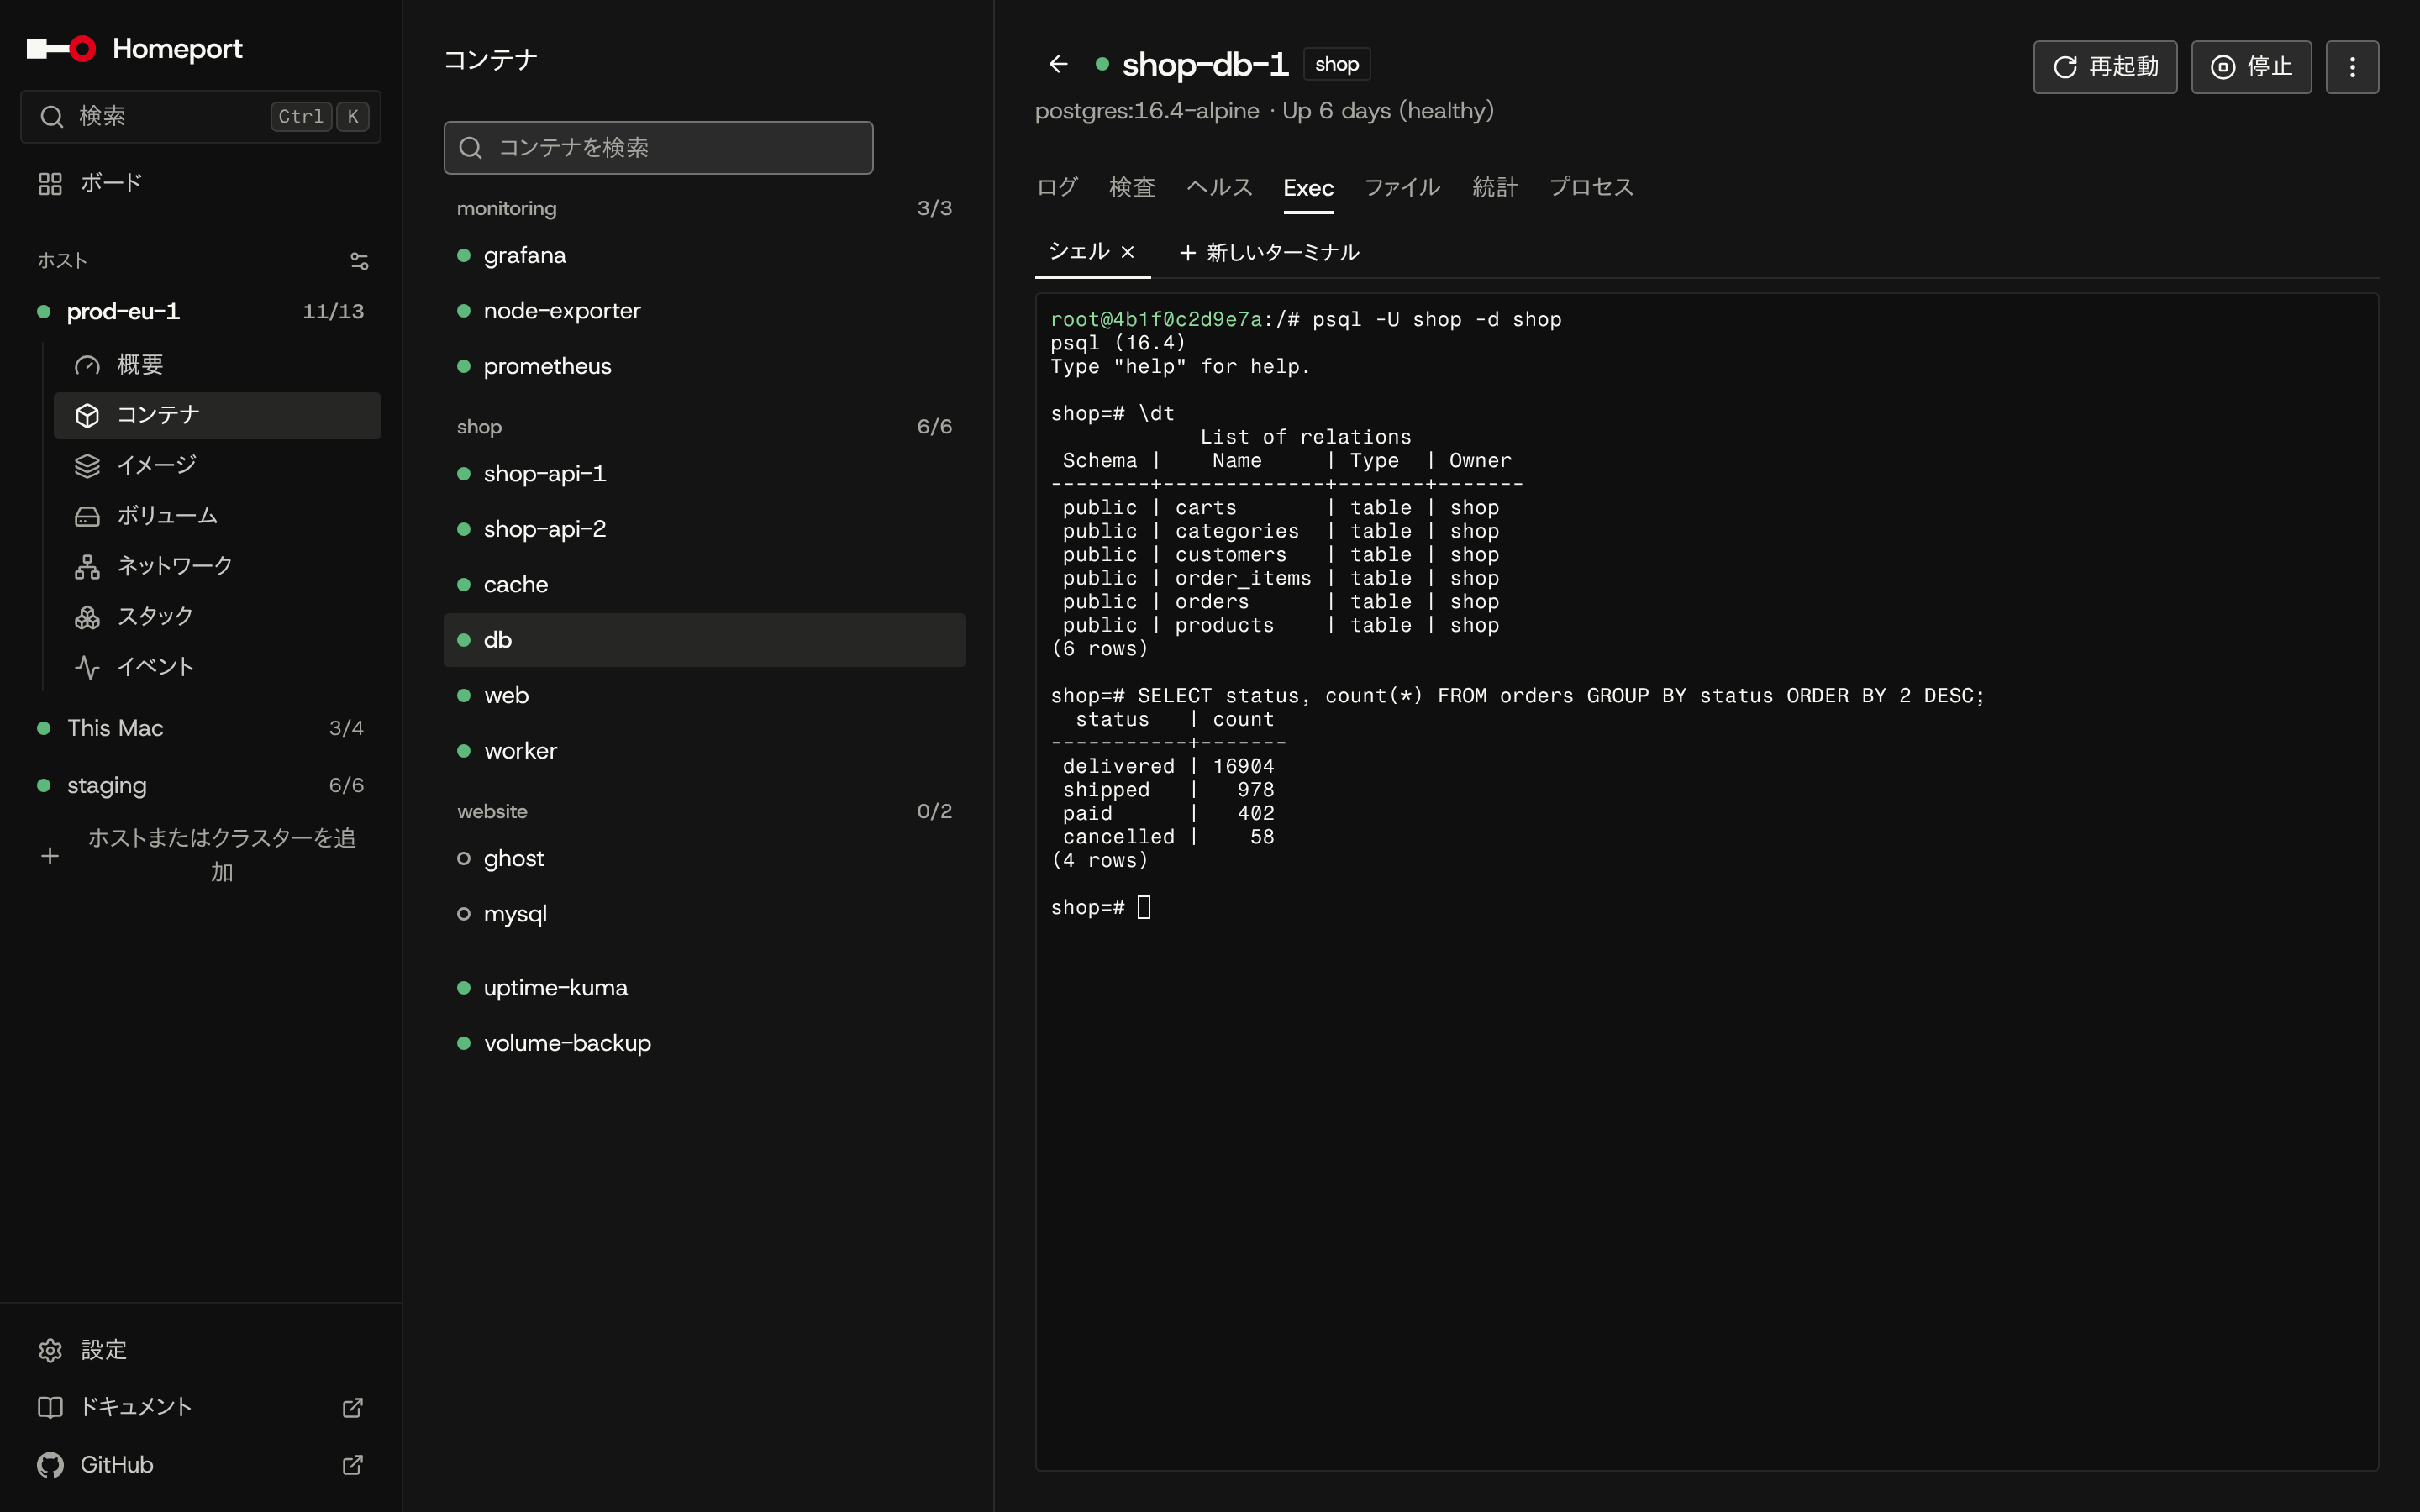 Homeport
検索 Ctrl K
ボード
ホスト
prod-eu-1 11/13
概要
コンテナ
イメージ
ボリューム
ネットワーク
スタック
イベント
This Mac 3/4
staging 6/6
ホストまたはクラスターを追
加
設定
ドキュメント
GitHub
コンテナ
コンテナを検索
monitoring 3/3
grafana
node-exporter
prometheus
shop 6/6
shop-api-1
shop-api-2
cache
db
web
worker
website 0/2
ghost
mysql
uptime-kuma
volume-backup
shop-db-1 shop
再起動 停止
postgres:16.4-alpine · Up 6 days (healthy)
ログ 検査 ヘルス Exec ファイル 統計 プロセス
シェル × + 新しいターミナル
root@4b1f0c2d9e7a:/# psql -U shop -d shop
psql (16.4)
Type "help" for help.
shop=# \dt
List of relations
Schema | Name | Type | Owner
--------+-------------+-------+-------
public | carts | table | shop
public | categories | table | shop
public | customers | table | shop
public | order_items | table | shop
public | orders | table | shop
public | products | table | shop
(6 rows)
shop=# SELECT status, count(*) FROM orders GROUP BY status ORDER BY 2 DESC;
status | count
-----------+-------
delivered | 16904
shipped | 978
paid | 402
cancelled | 58
(4 rows)
shop=#